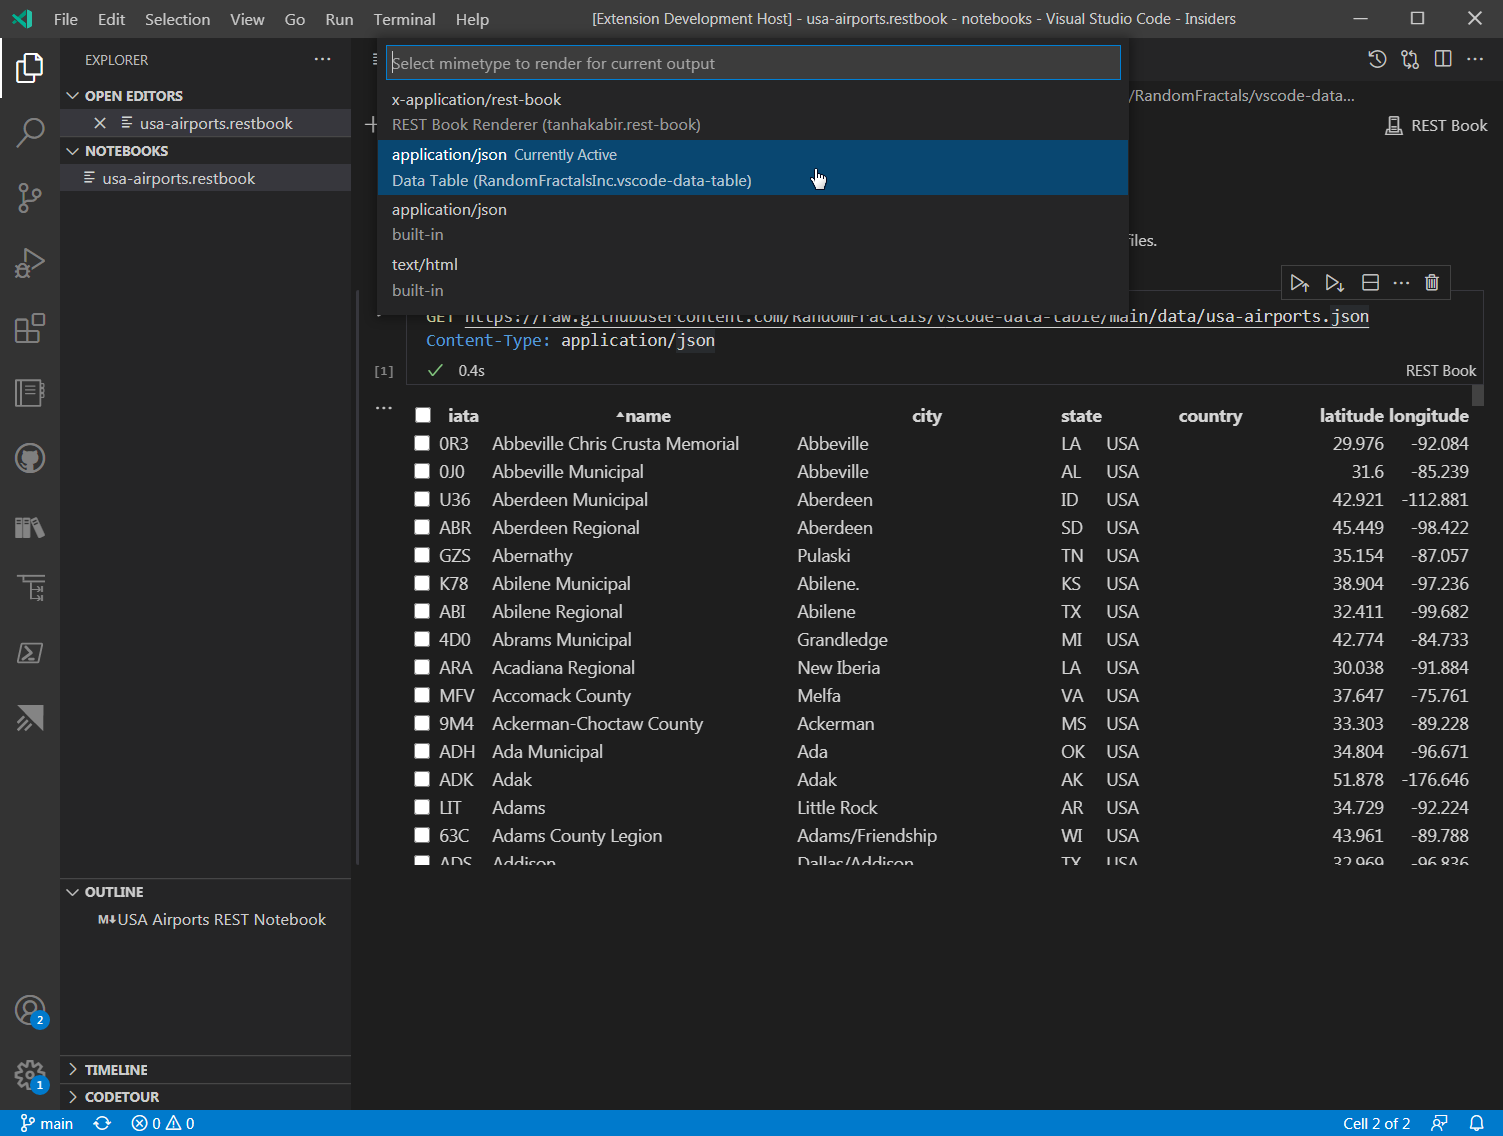 File Edit Selection View Go Run Terminal Help
[Extension Development Host] - usa-airports.restbook - notebooks - Visual Studio Code - Insiders
EXPLORER
OPEN EDITORS
usa-airports.restbook
NOTEBOOKS
usa-airports.restbook
Select mimetype to render for current output
x-application/rest-book
REST Book Renderer (tanhakabir.rest-book)
application/json Currently Active
Data Table (RandomFractalsInc.vscode-data-table)
application/json
built-in
text/html
built-in
/RandomFractals/vscode-data...
REST Book
files.
GET https://raw.githubusercontent.com/RandomFractals/vscode-data-table/main/data/usa-airports.json
Content-Type: application/json
[1] 0.4s REST Book
iata name city state country latitude longitude
0R3 Abbeville Chris Crusta Memorial Abbeville LA USA 29.976 -92.084
0J0 Abbeville Municipal Abbeville AL USA 31.6 -85.239
U36 Aberdeen Municipal Aberdeen ID USA 42.921 -112.881
ABR Aberdeen Regional Aberdeen SD USA 45.449 -98.422
GZS Abernathy Pulaski TN USA 35.154 -87.057
K78 Abilene Municipal Abilene. KS USA 38.904 -97.236
ABI Abilene Regional Abilene TX USA 32.411 -99.682
4D0 Abrams Municipal Grandledge MI USA 42.774 -84.733
ARA Acadiana Regional New Iberia LA USA 30.038 -91.884
MFV Accomack County Melfa VA USA 37.647 -75.761
9M4 Ackerman-Choctaw County Ackerman MS USA 33.303 -89.228
ADH Ada Municipal Ada OK USA 34.804 -96.671
ADK Adak Adak AK USA 51.878 -176.646
LIT Adams Little Rock AR USA 34.729 -92.224
63C Adams County Legion Adams/Friendship WI USA 43.961 -89.788
ADS Addison Dallas/Addison TX USA 32.969 -96.836
OUTLINE
M↓USA Airports REST Notebook
2
1
TIMELINE
CODETOUR
main 0 0 Cell 2 of 2